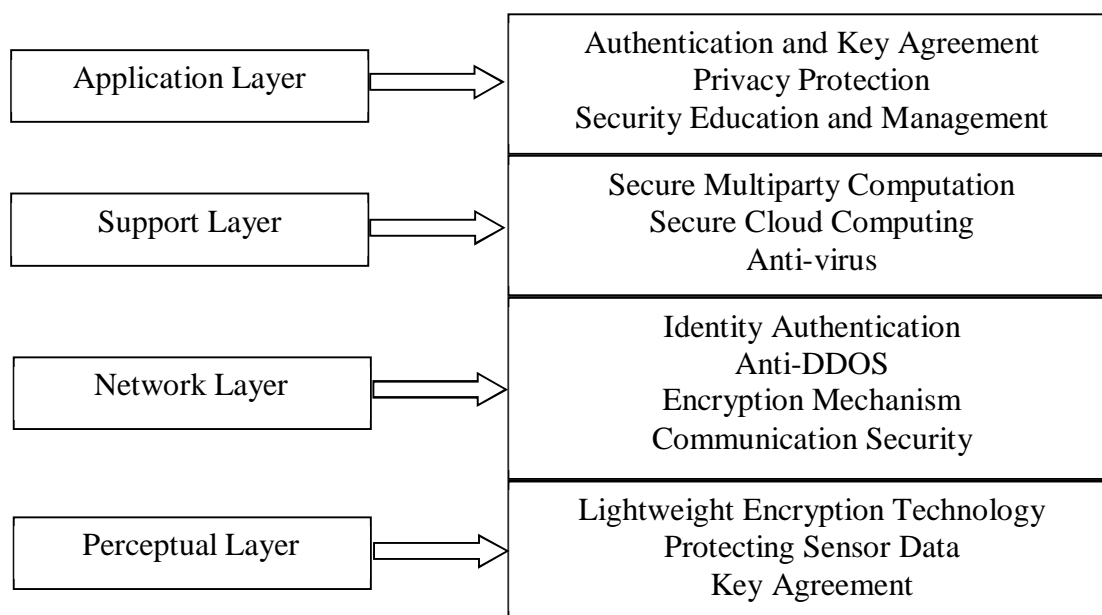 Application Layer
Authentication and Key Agreement
Privacy Protection
Security Education and Management
Support Layer
Secure Multiparty Computation
Secure Cloud Computing
Anti-virus
Network Layer
Identity Authentication
Anti-DDOS
Encryption Mechanism
Communication Security
Perceptual Layer
Lightweight Encryption Technology
Protecting Sensor Data
Key Agreement